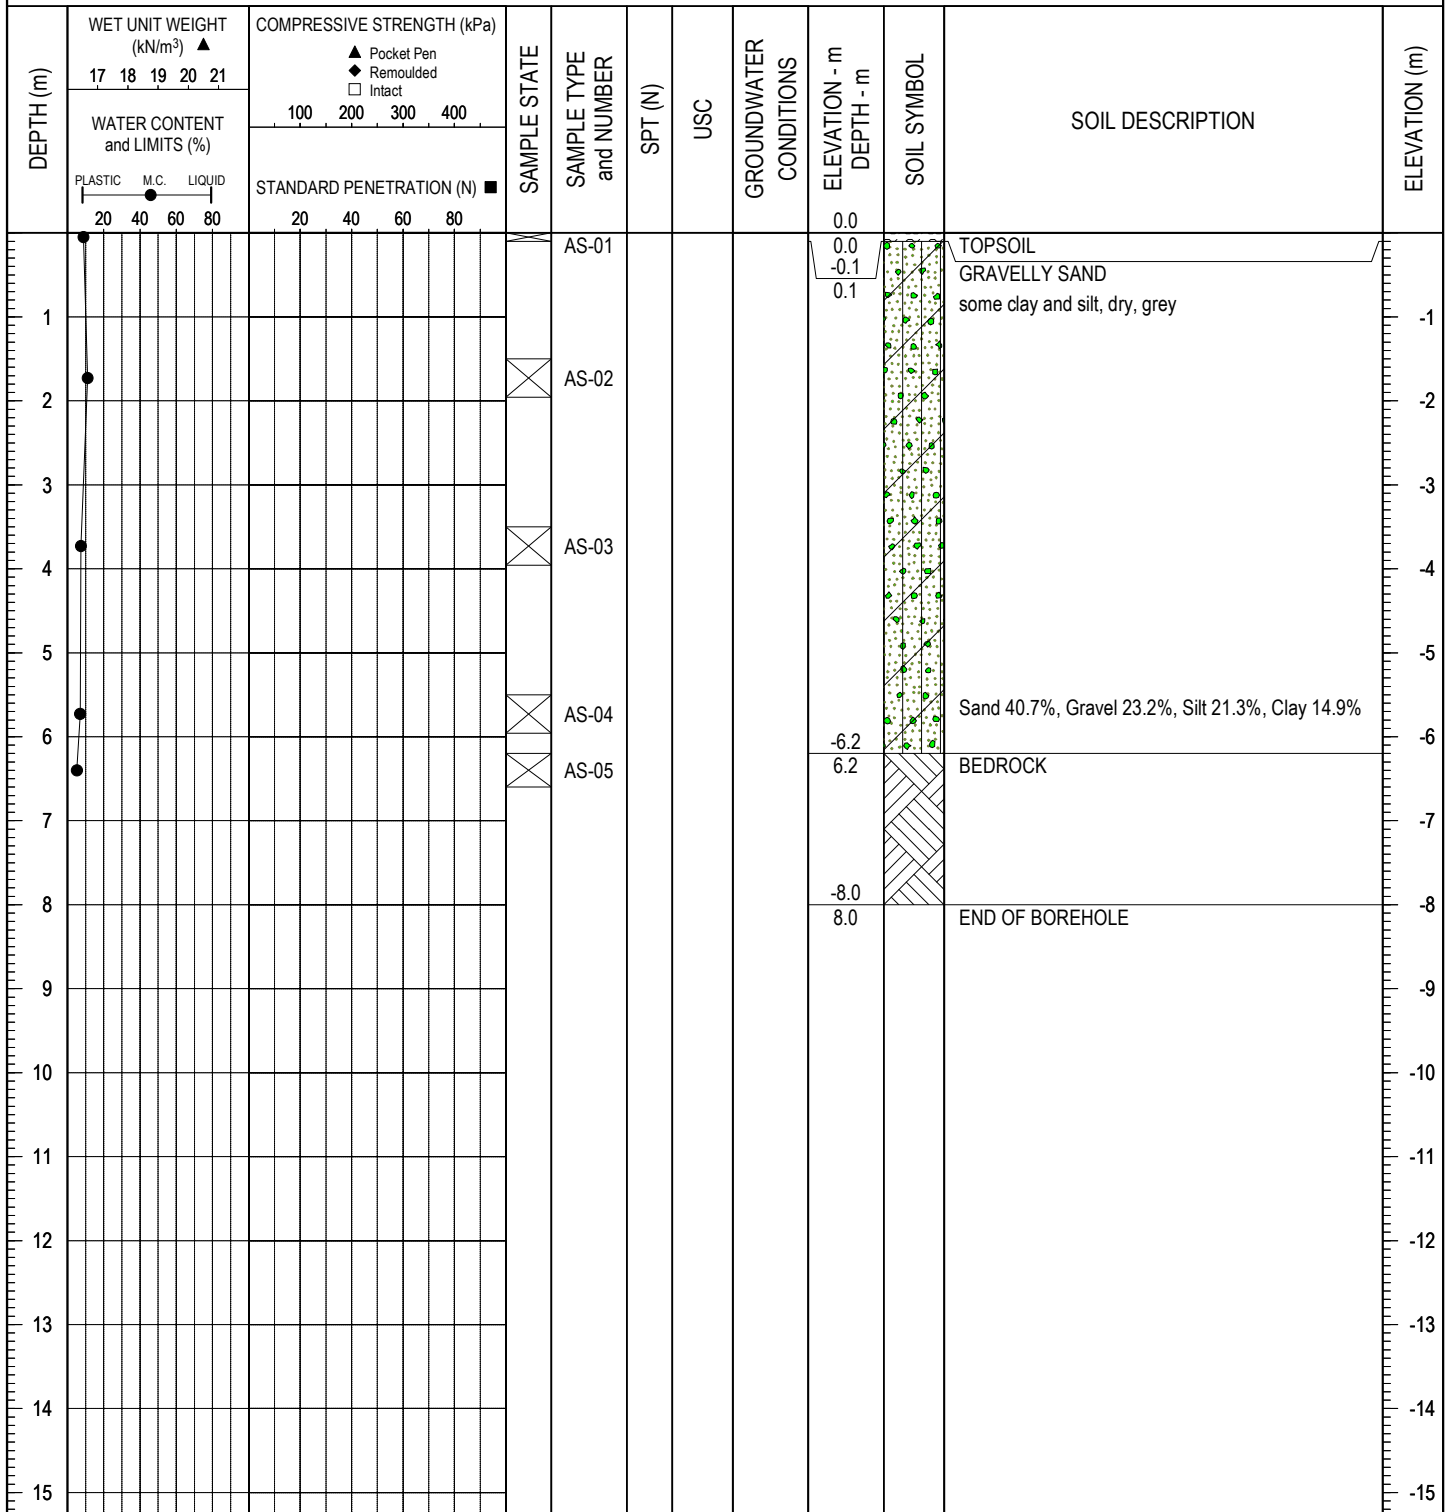 DEPTH (m)
WET UNIT WEIGHT
(kN/m³) ▲
17 18 19 20 21
WATER CONTENT
and LIMITS (%)
PLASTIC M.C. LIQUID
20 40 60 80
COMPRESSIVE STRENGTH (kPa)
▲ Pocket Pen
◆ Remoulded
□ Intact
100 200 300 400
STANDARD PENETRATION (N) ■
20 40 60 80
SAMPLE STATE
SAMPLE TYPE
and NUMBER
SPT (N)
USC
GROUNDWATER
CONDITIONS
ELEVATION - m
DEPTH - m
SOIL SYMBOL
SOIL DESCRIPTION
ELEVATION (m)
0.0
AS-01 0.0 TOPSOIL
-0.1 GRAVELLY SAND
0.1
some clay and silt, dry, grey
1 -1
AS-02
2 -2
3 -3
AS-03
4 -4
5 -5
Sand 40.7%, Gravel 23.2%, Silt 21.3%, Clay 14.9%
AS-04
6 -6
-6.2
AS-05 6.2 BEDROCK
7 -7
-8.0
8 -8
8.0 END OF BOREHOLE
9 -9
10 -10
11 -11
12 -12
13 -13
14 -14
15 -15